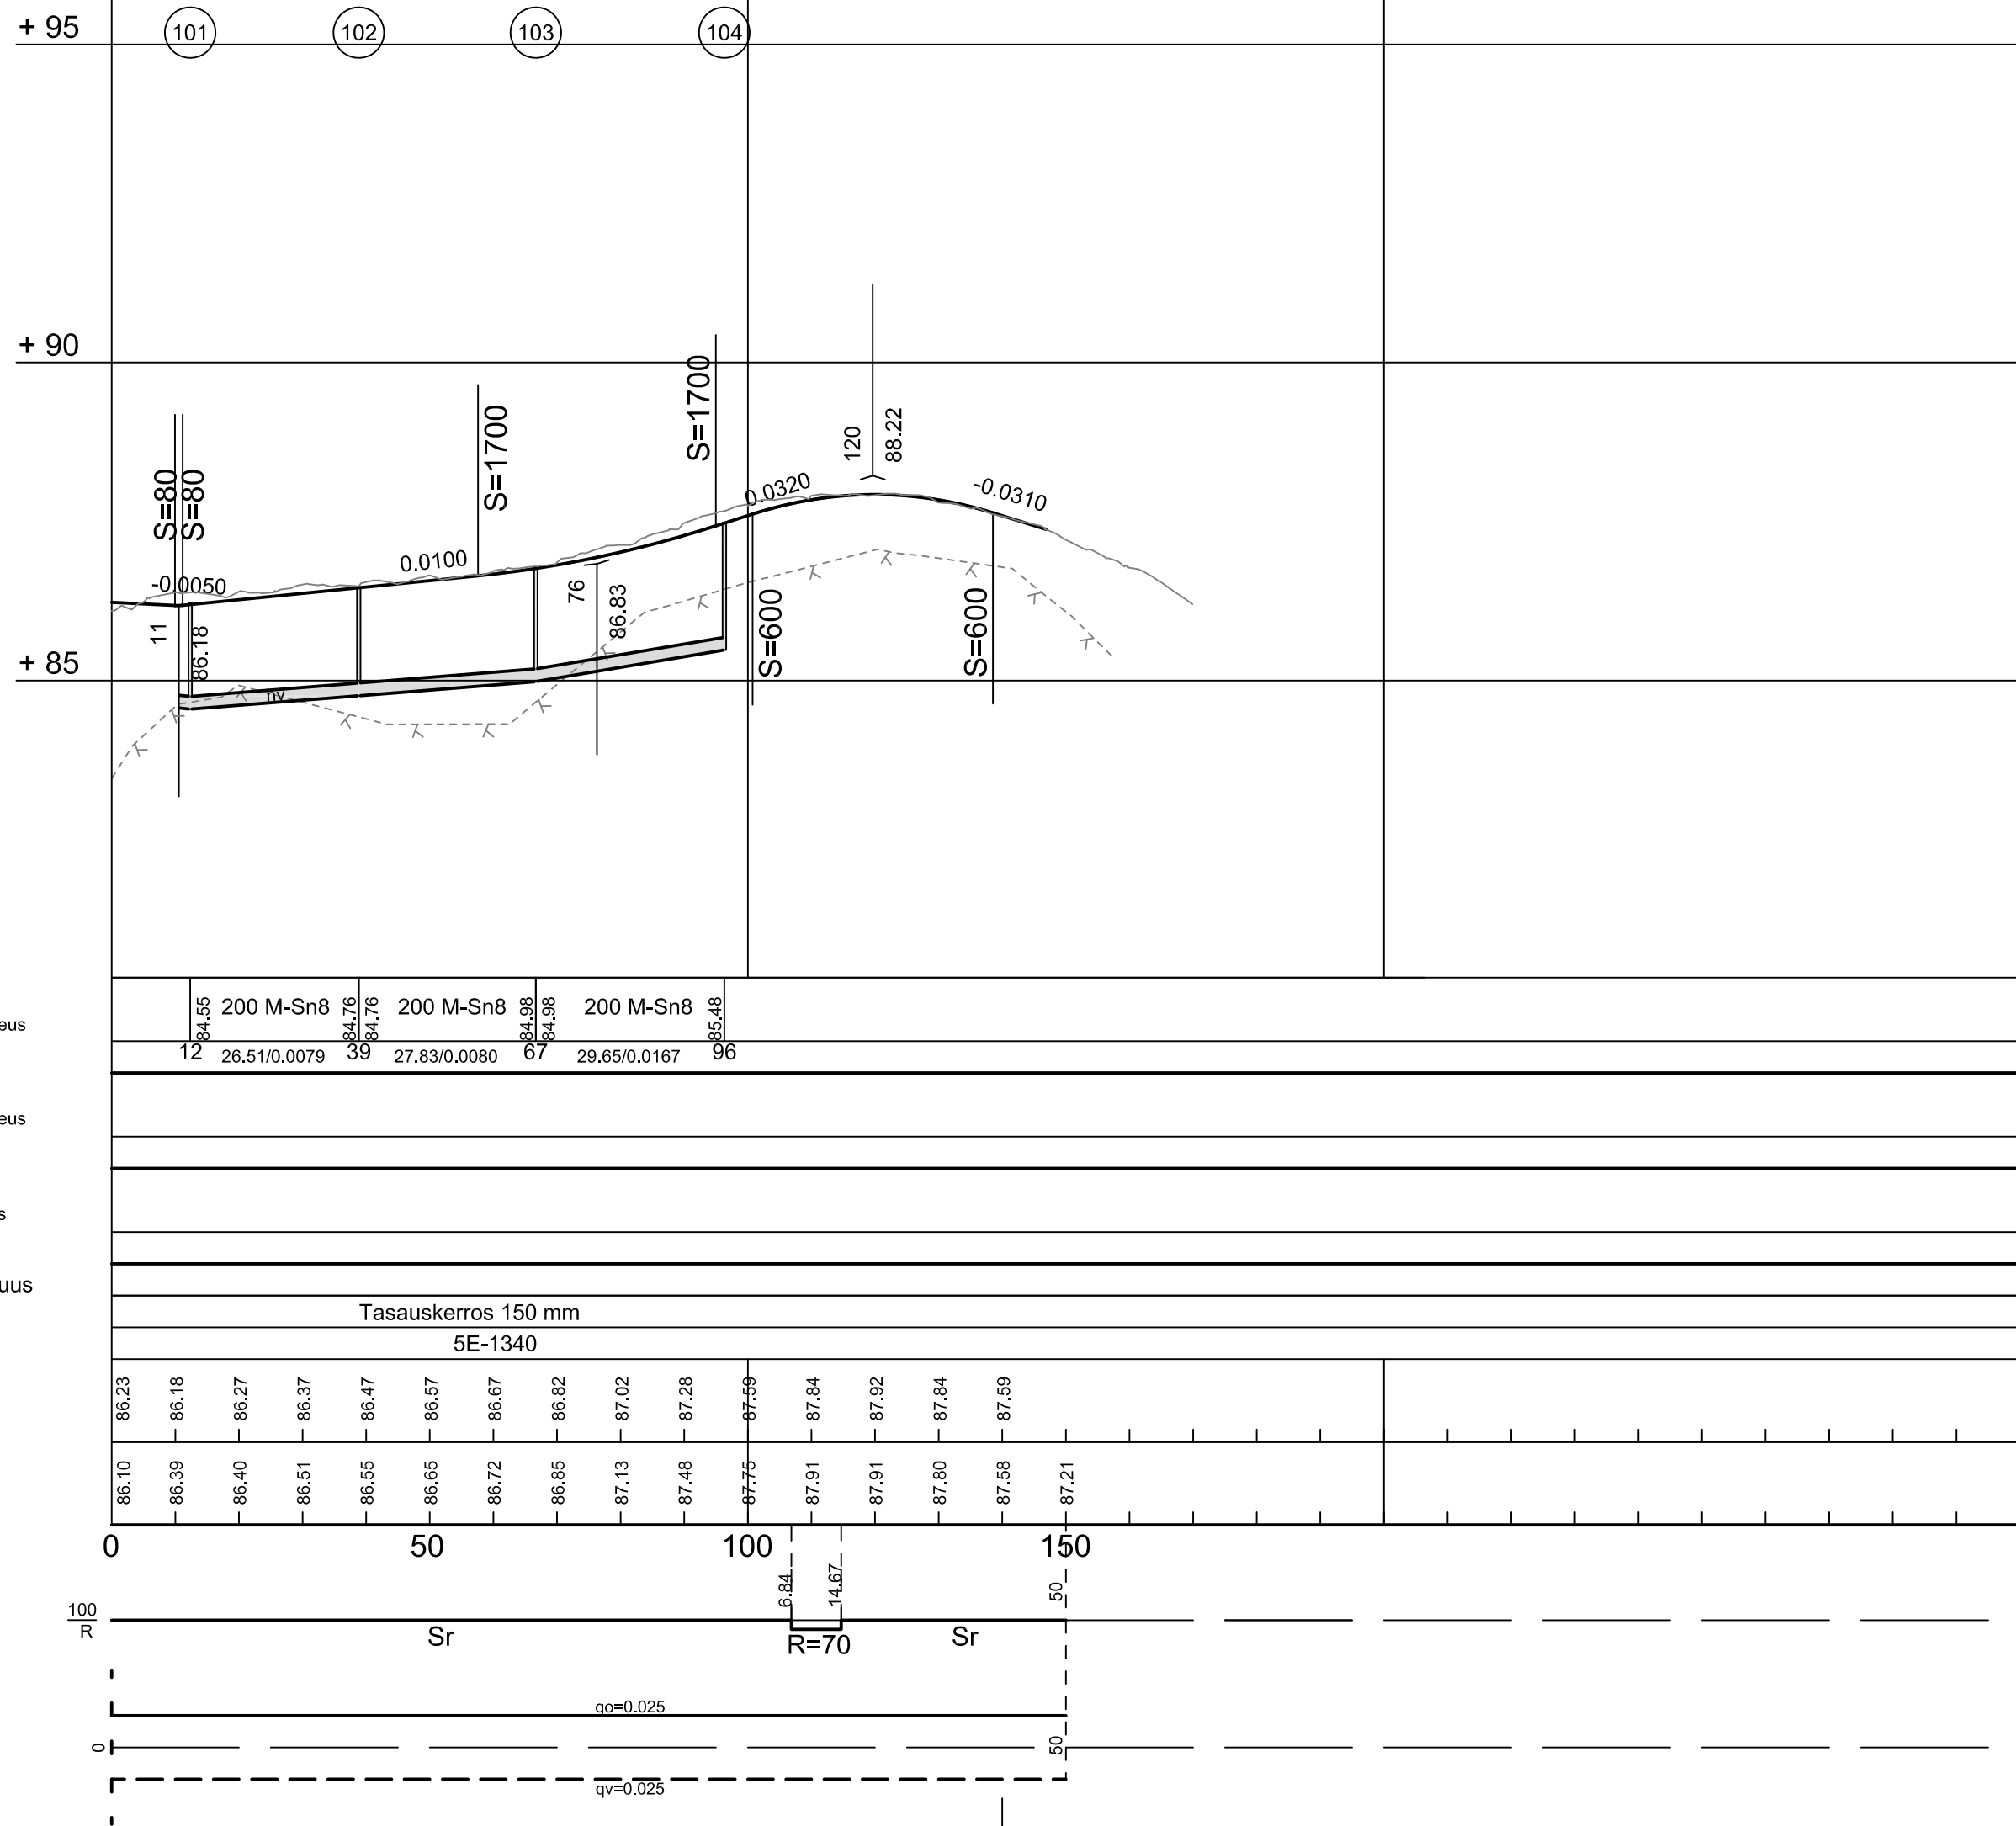 + 95
101 102 103 104
+ 90
S=80
S=80
S=1700
S=1700
120
88.22
0.0320
-0.0310
0.0100
-0.0050
76
86.83
11
86.18
S=600
S=600
+ 85
hv
84.55 200 M-Sn8 84.76 84.76 200 M-Sn8 84.98 84.98 200 M-Sn8 85.48
eus
12 26.51/0.0079 39 27.83/0.0080 67 29.65/0.0167 96
eus
s
uus
Tasauskerros 150 mm
5E-1340
86.23 86.18 86.27 86.37 86.47 86.57 86.67 86.82 87.02 87.28 87.59 87.84 87.92 87.84 87.59
86.10 86.39 86.40 86.51 86.55 86.65 86.72 86.85 87.13 87.48 87.75 87.91 87.91 87.80 87.58 87.21
0 50 100 150
6.84 14.67 50
100
R
Sr R=70 Sr
qo=0.025
0 50
qv=0.025